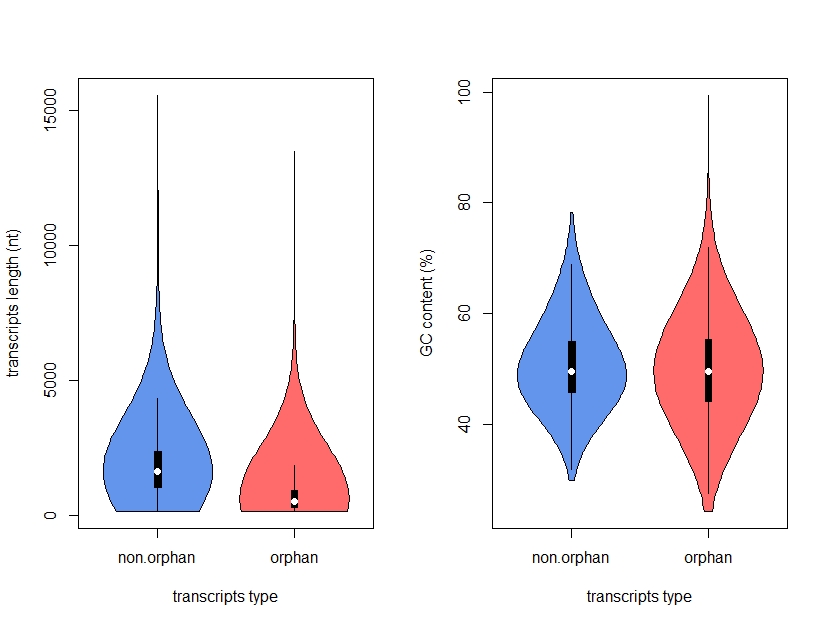 transcripts length (nt)
15000
10000
5000
0
non.orphan
orphan
transcripts type
GC content (%)
100
80
60
40
non.orphan
orphan
transcripts type